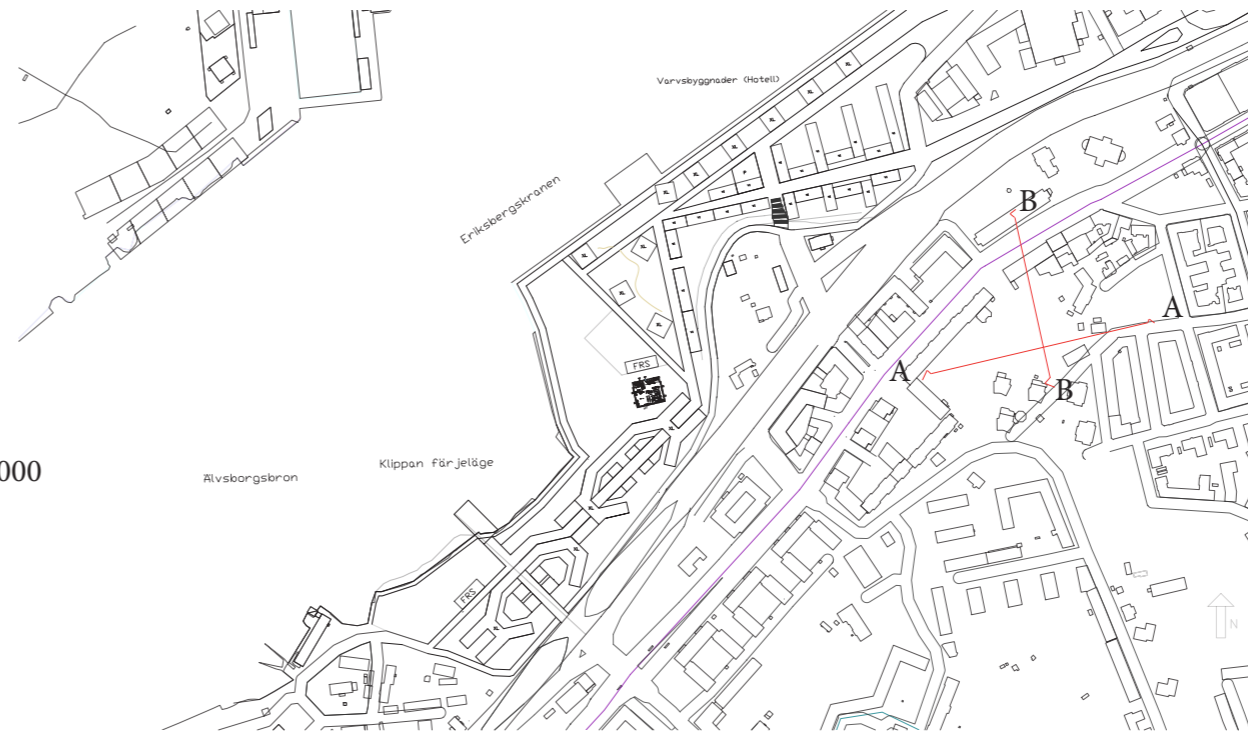 Varvsbyggnader (Hotell)
Eriksbergskranen
B
A
FRS
A
B
000
Älvsborgsbron
Klippan färjeläge
FRS
N